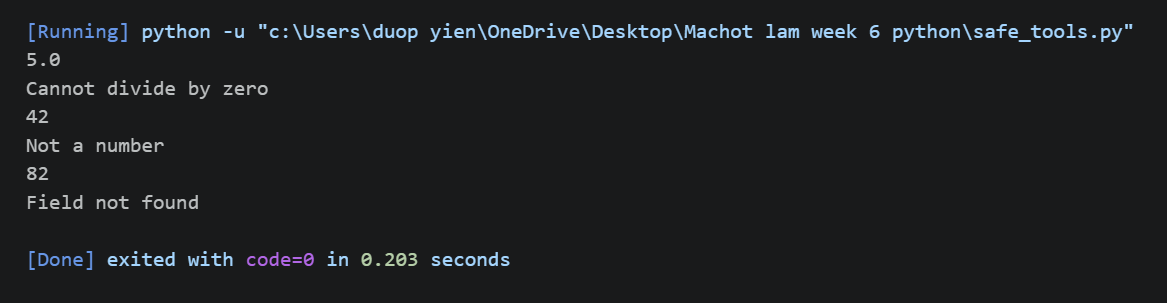 [Running] python -u "c:\Users\duop yien\OneDrive\Desktop\Machot lam week 6 python\safe_tools.py"
5.0
Cannot divide by zero
42
Not a number
82
Field not found
[Done] exited with code=0 in 0.203 seconds